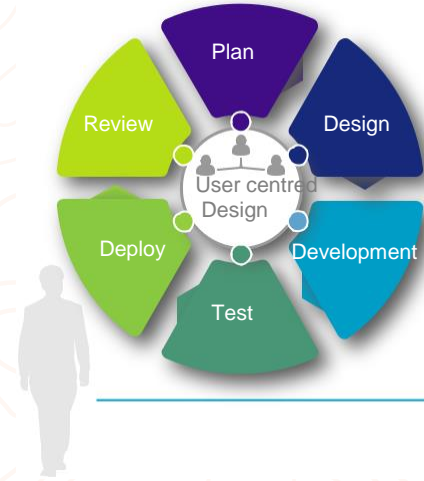 Plan
Review
Design
User centred
Design
Deploy
Development
Test